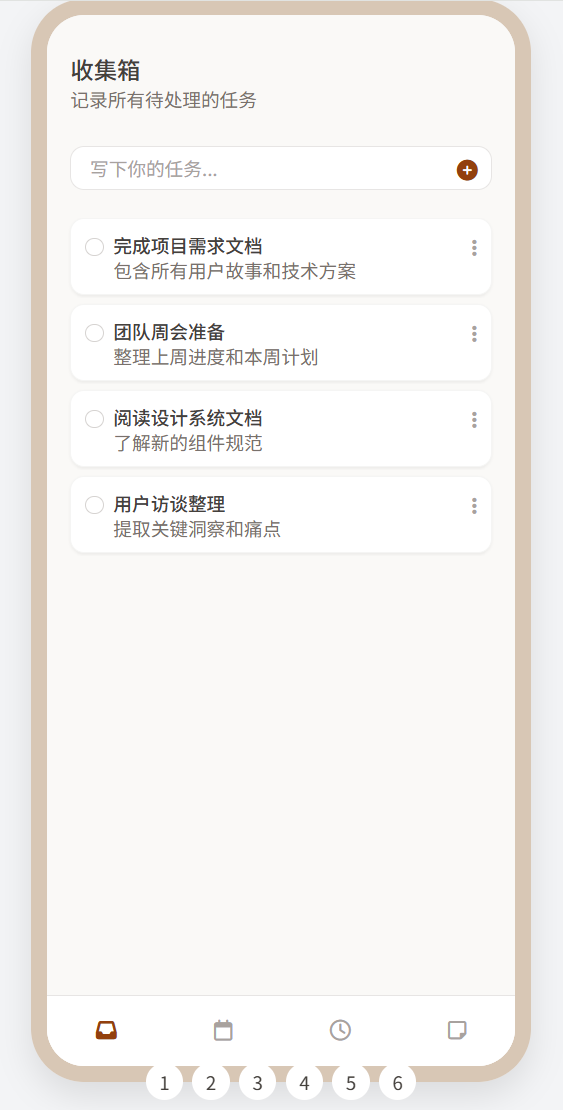 收集箱
记录所有待处理的任务
写下你的任务...
完成项目需求文档
包含所有用户故事和技术方案
团队周会准备
整理上周进度和本周计划
阅读设计系统文档
了解新的组件规范
用户访谈整理
提取关键洞察和痛点
1 2 3 4 5 6